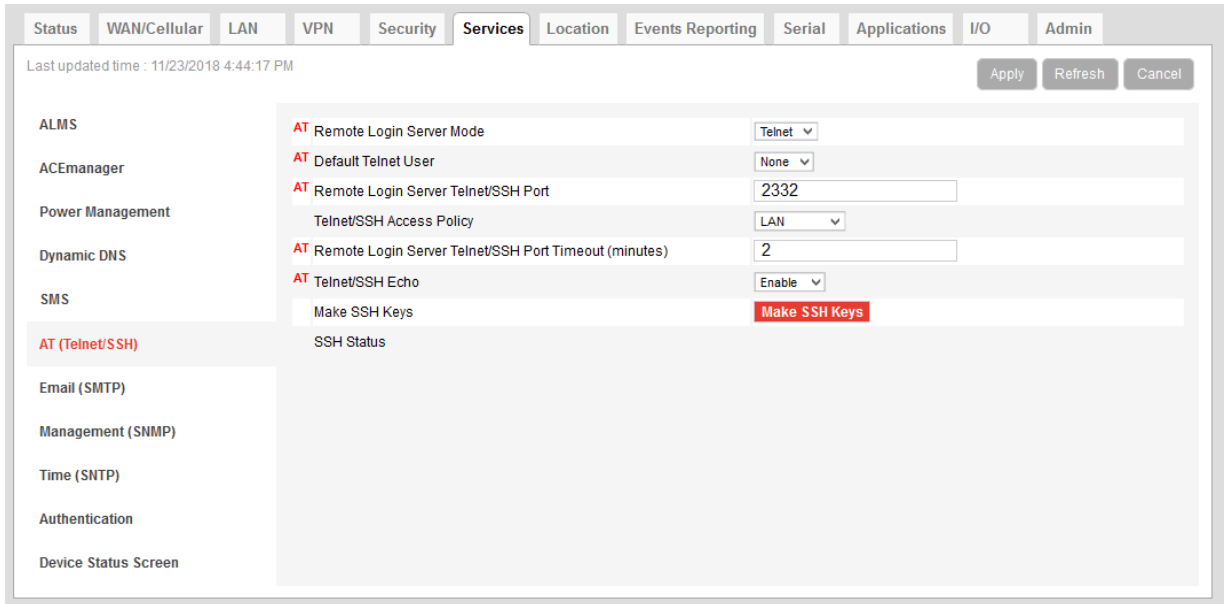 Status WAN/Cellular LAN VPN Security Services Location Events Reporting Serial Applications I/O Admin
Last updated time : 11/23/2018 4:44:17 PM
Apply Refresh Cancel
ALMS
ACEmanager
Power Management
Dynamic DNS
SMS
AT (Telnet/SSH)
Email (SMTP)
Management (SNMP)
Time (SNTP)
Authentication
Device Status Screen
AT Remote Login Server Mode Telnet
AT Default Telnet User None
AT Remote Login Server Telnet/SSH Port 2332
Telnet/SSH Access Policy LAN
AT Remote Login Server Telnet/SSH Port Timeout (minutes) 2
AT Telnet/SSH Echo Enable
Make SSH Keys Make SSH Keys
SSH Status